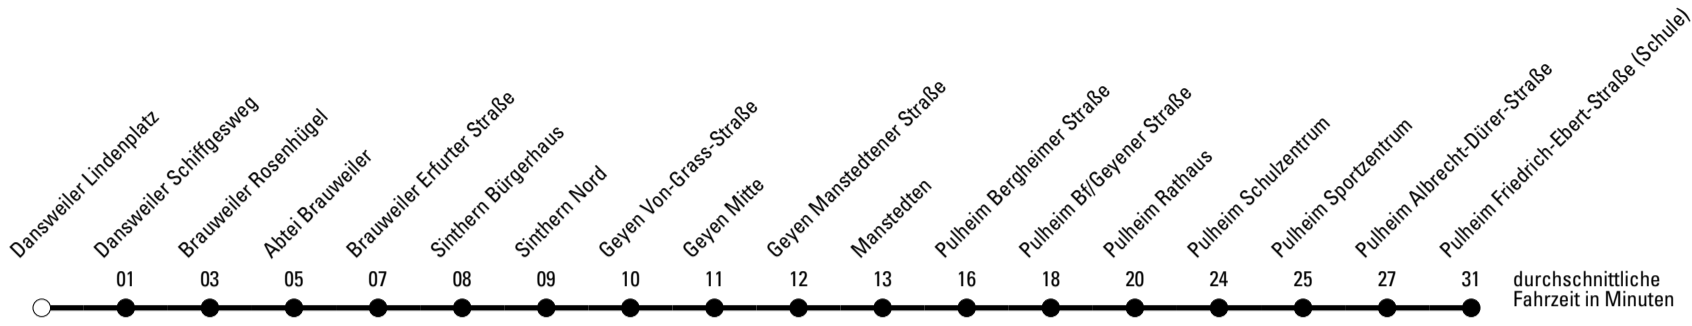 Dansweiler Lindenplatz
Dansweiler Schiffgesweg
Brauweiler Rosenhügel
Abtei Brauweiler
Brauweiler Erfurter Straße
Sinthern Bürgerhaus
Sinthern Nord
Geyen Von-Grass-Straße
Geyen Mitte
Geyen Manstedtener Straße
Manstedten
Pulheim Bergheimer Straße
Pulheim Bf/Geyener Straße
Pulheim Rathaus
Pulheim Schulzentrum
Pulheim Sportzentrum
Pulheim Albrecht-Dürer-Straße
Pulheim Friedrich-Ebert-Straße (Schule)
01 03 05 07 08 09 10 11 12 13 16 18 20 24 25 27 31
durchschnittliche
Fahrzeit in Minuten